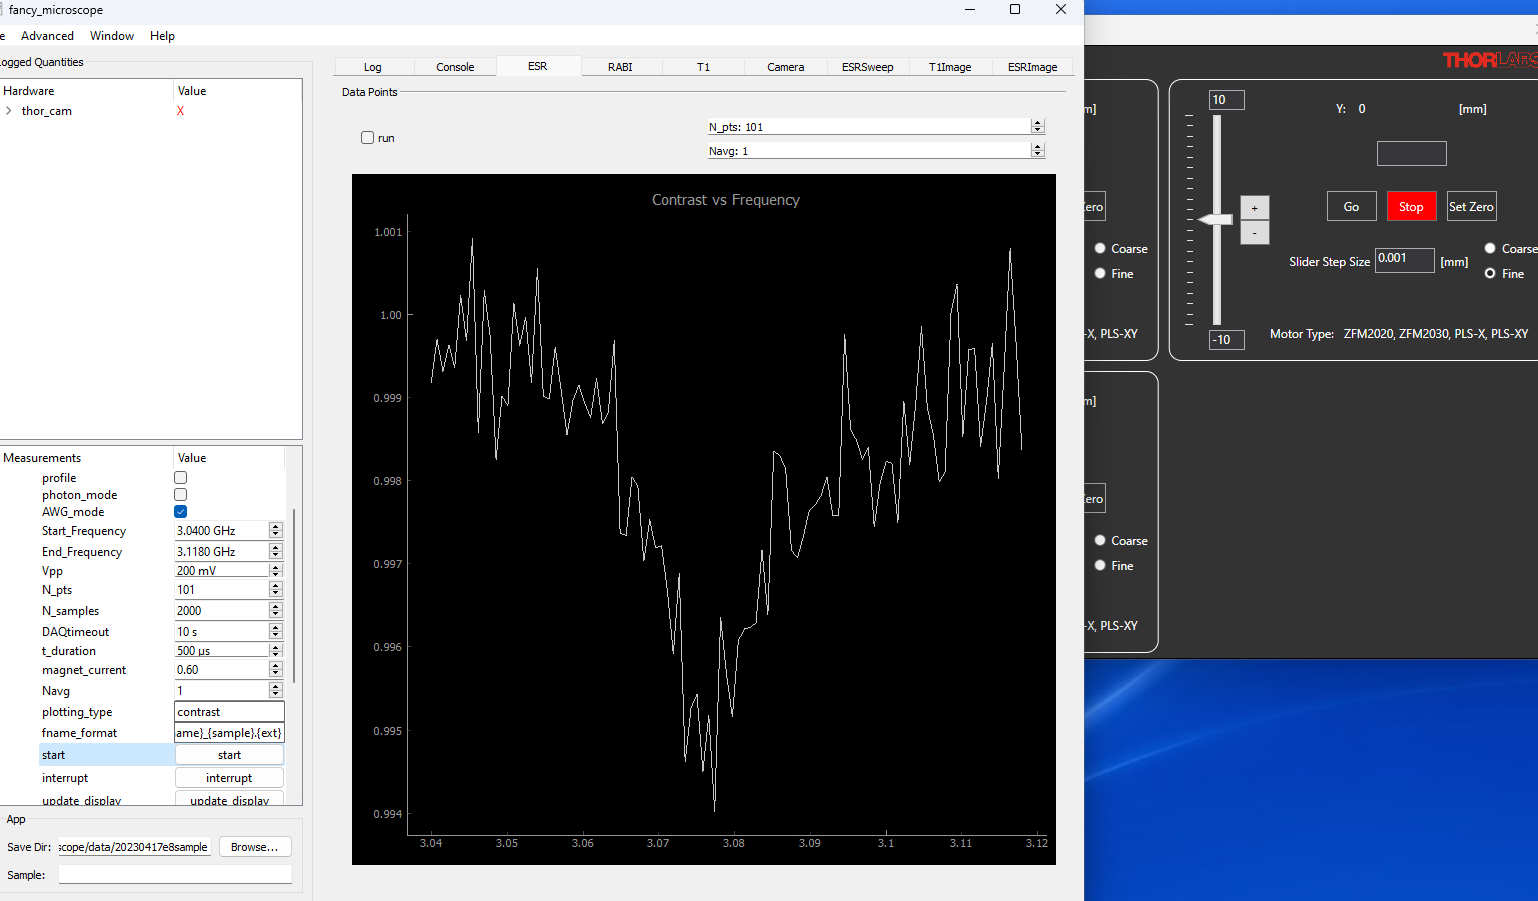 fancy_microscope
Advanced Window Help
ogged Quantities
Hardware Value
thor_cam X
Measurements Value
profile
photon_mode
AWG_mode
Start_Frequency 3.0400 GHz
End_Frequency 3.1180 GHz
Vpp 200 mV
N_pts 101
N_samples 2000
DAQtimeout 10 s
t_duration 500 µs
magnet_current 0.60
Navg 1
plotting_type contrast
fname_format ame}_{sample}.{ext}
start start
interrupt interrupt
update_display update_display
App
Save Dir: scope/data/20230417e8sample Browse...
Sample:
Log Console ESR RABI T1 Camera ESRSweep T1Image ESRImage
Data Points
run
N_pts: 101
Navg: 1
Contrast vs Frequency
1.001
1.00
0.999
0.998
0.997
0.996
0.995
0.994
3.04 3.05 3.06 3.07 3.08 3.09 3.1 3.11 3.12
THORLABS
m]
ero
Coarse
Fine
-X, PLS-XY
10
Y: 0 [mm]
+
-
Go Stop Set Zero
Slider Step Size 0.001 [mm]
Coarse
Fine
-10
Motor Type: ZFM2020, ZFM2030, PLS-X, PLS-XY
m]
ero
Coarse
Fine
-X, PLS-XY